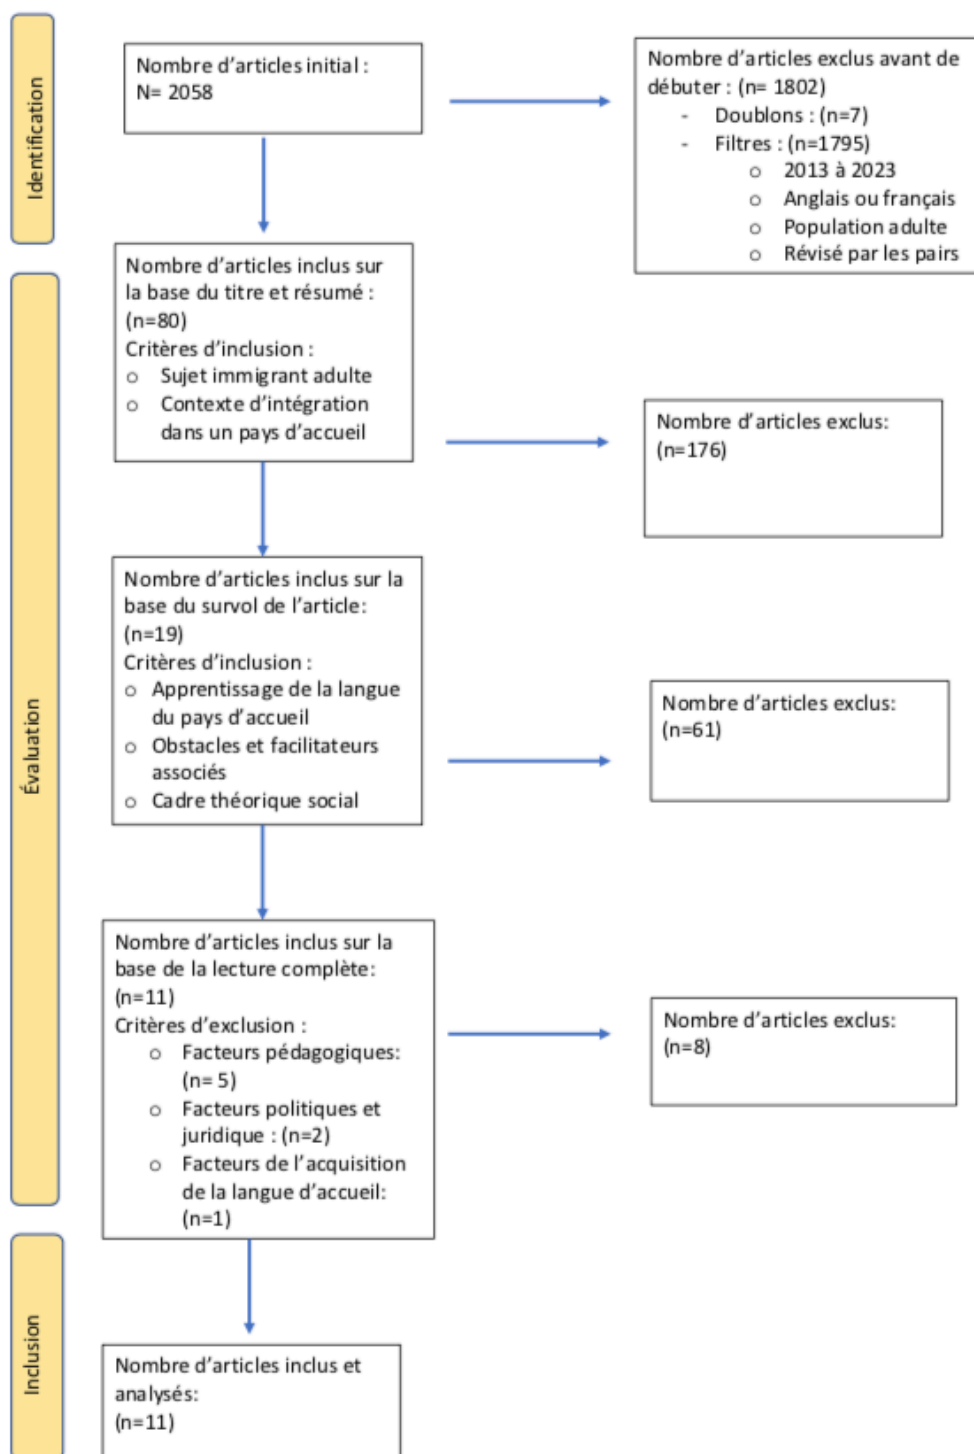 Identification
Nombre d'articles initial :
N= 2058
Nombre d'articles exclus avant de
débuter : (n= 1802)
- Doublons : (n=7)
- Filtres : (n=1795)
o 2013 à 2023
o Anglais ou français
o Population adulte
o Révisé par les pairs
Évaluation
Nombre d'articles inclus sur
la base du titre et résumé :
(n=80)
Critères d'inclusion :
o Sujet immigrant adulte
o Contexte d'intégration
dans un pays d'accueil
Nombre d'articles exclus:
(n=176)
Nombre d'articles inclus sur la
base du survol de l'article:
(n=19)
Critères d'inclusion :
o Apprentissage de la langue
du pays d'accueil
o Obstacles et facilitateurs
associés
o Cadre théorique social
Nombre d'articles exclus:
(n=61)
Nombre d'articles inclus sur la
base de la lecture complète:
(n=11)
Critères d'exclusion :
o Facteurs pédagogiques:
(n= 5)
o Facteurs politiques et
juridique : (n=2)
o Facteurs de l'acquisition
de la langue d'accueil:
(n=1)
Nombre d'articles exclus:
(n=8)
Inclusion
Nombre d'articles inclus et
analysés:
(n=11)